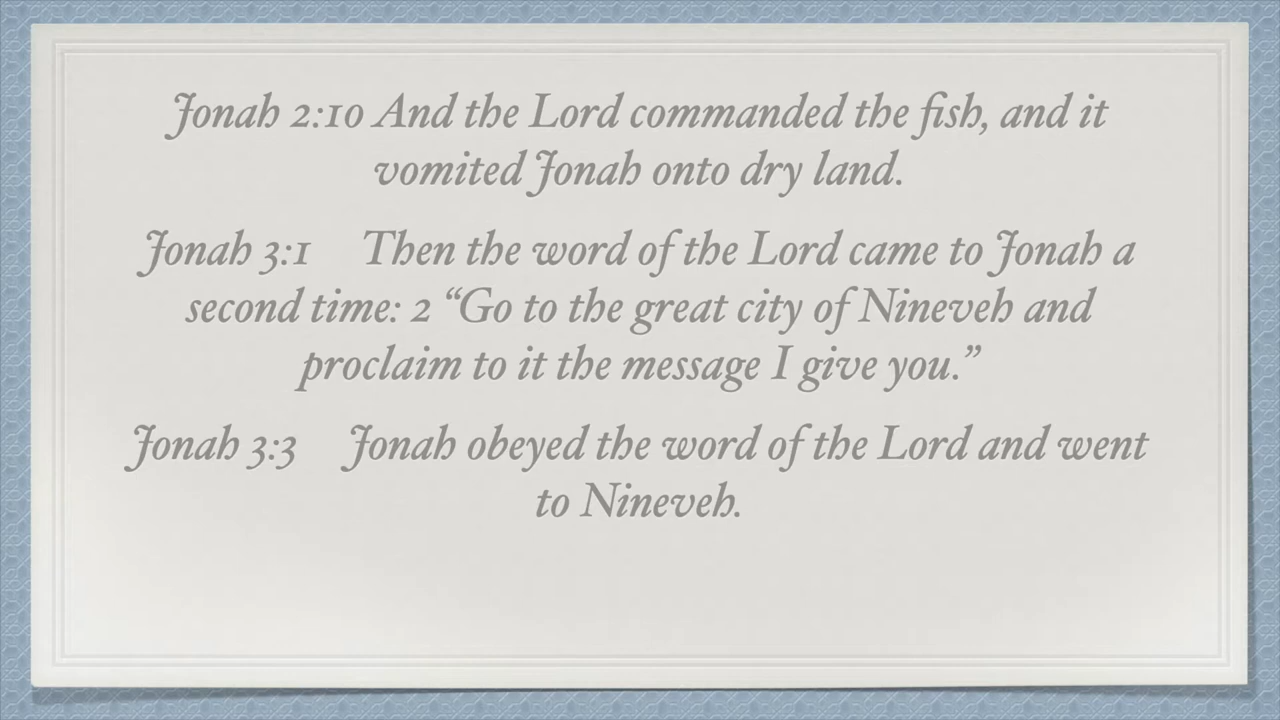 Jonah 2:10 And the Lord commanded the fish, and it
vomited Jonah onto dry land.
Jonah 3:1 Then the word of the Lord came to Jonah a
second time: 2 “Go to the great city of Nineveh and
proclaim to it the message I give you.”
Jonah 3:3 Jonah obeyed the word of the Lord and went
to Nineveh.